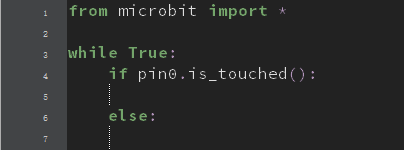 1 from microbit import *
2
3 while True:
4     if pin0.is_touched():
5
6     else:
7